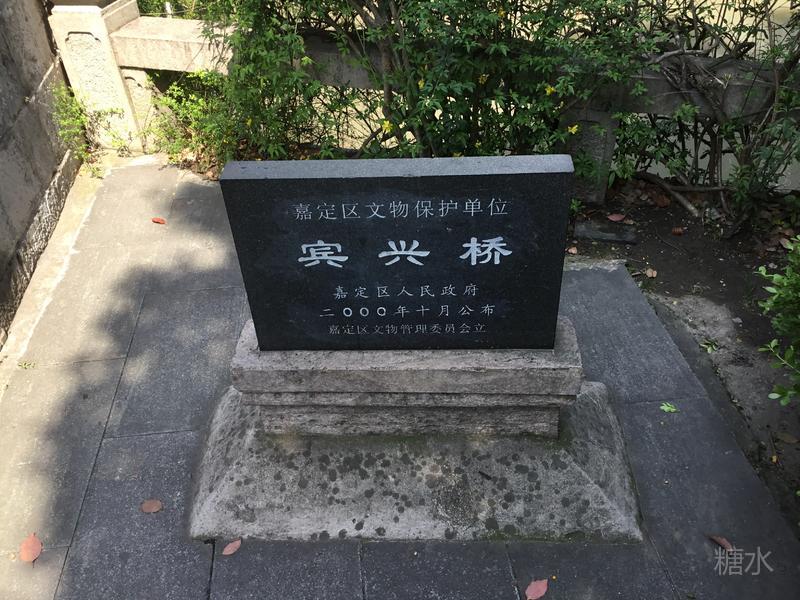 嘉定区文物保护单位
宾兴桥
嘉定区人民政府
二〇〇〇年十月公布
嘉定区文物管理委员会立
糖水